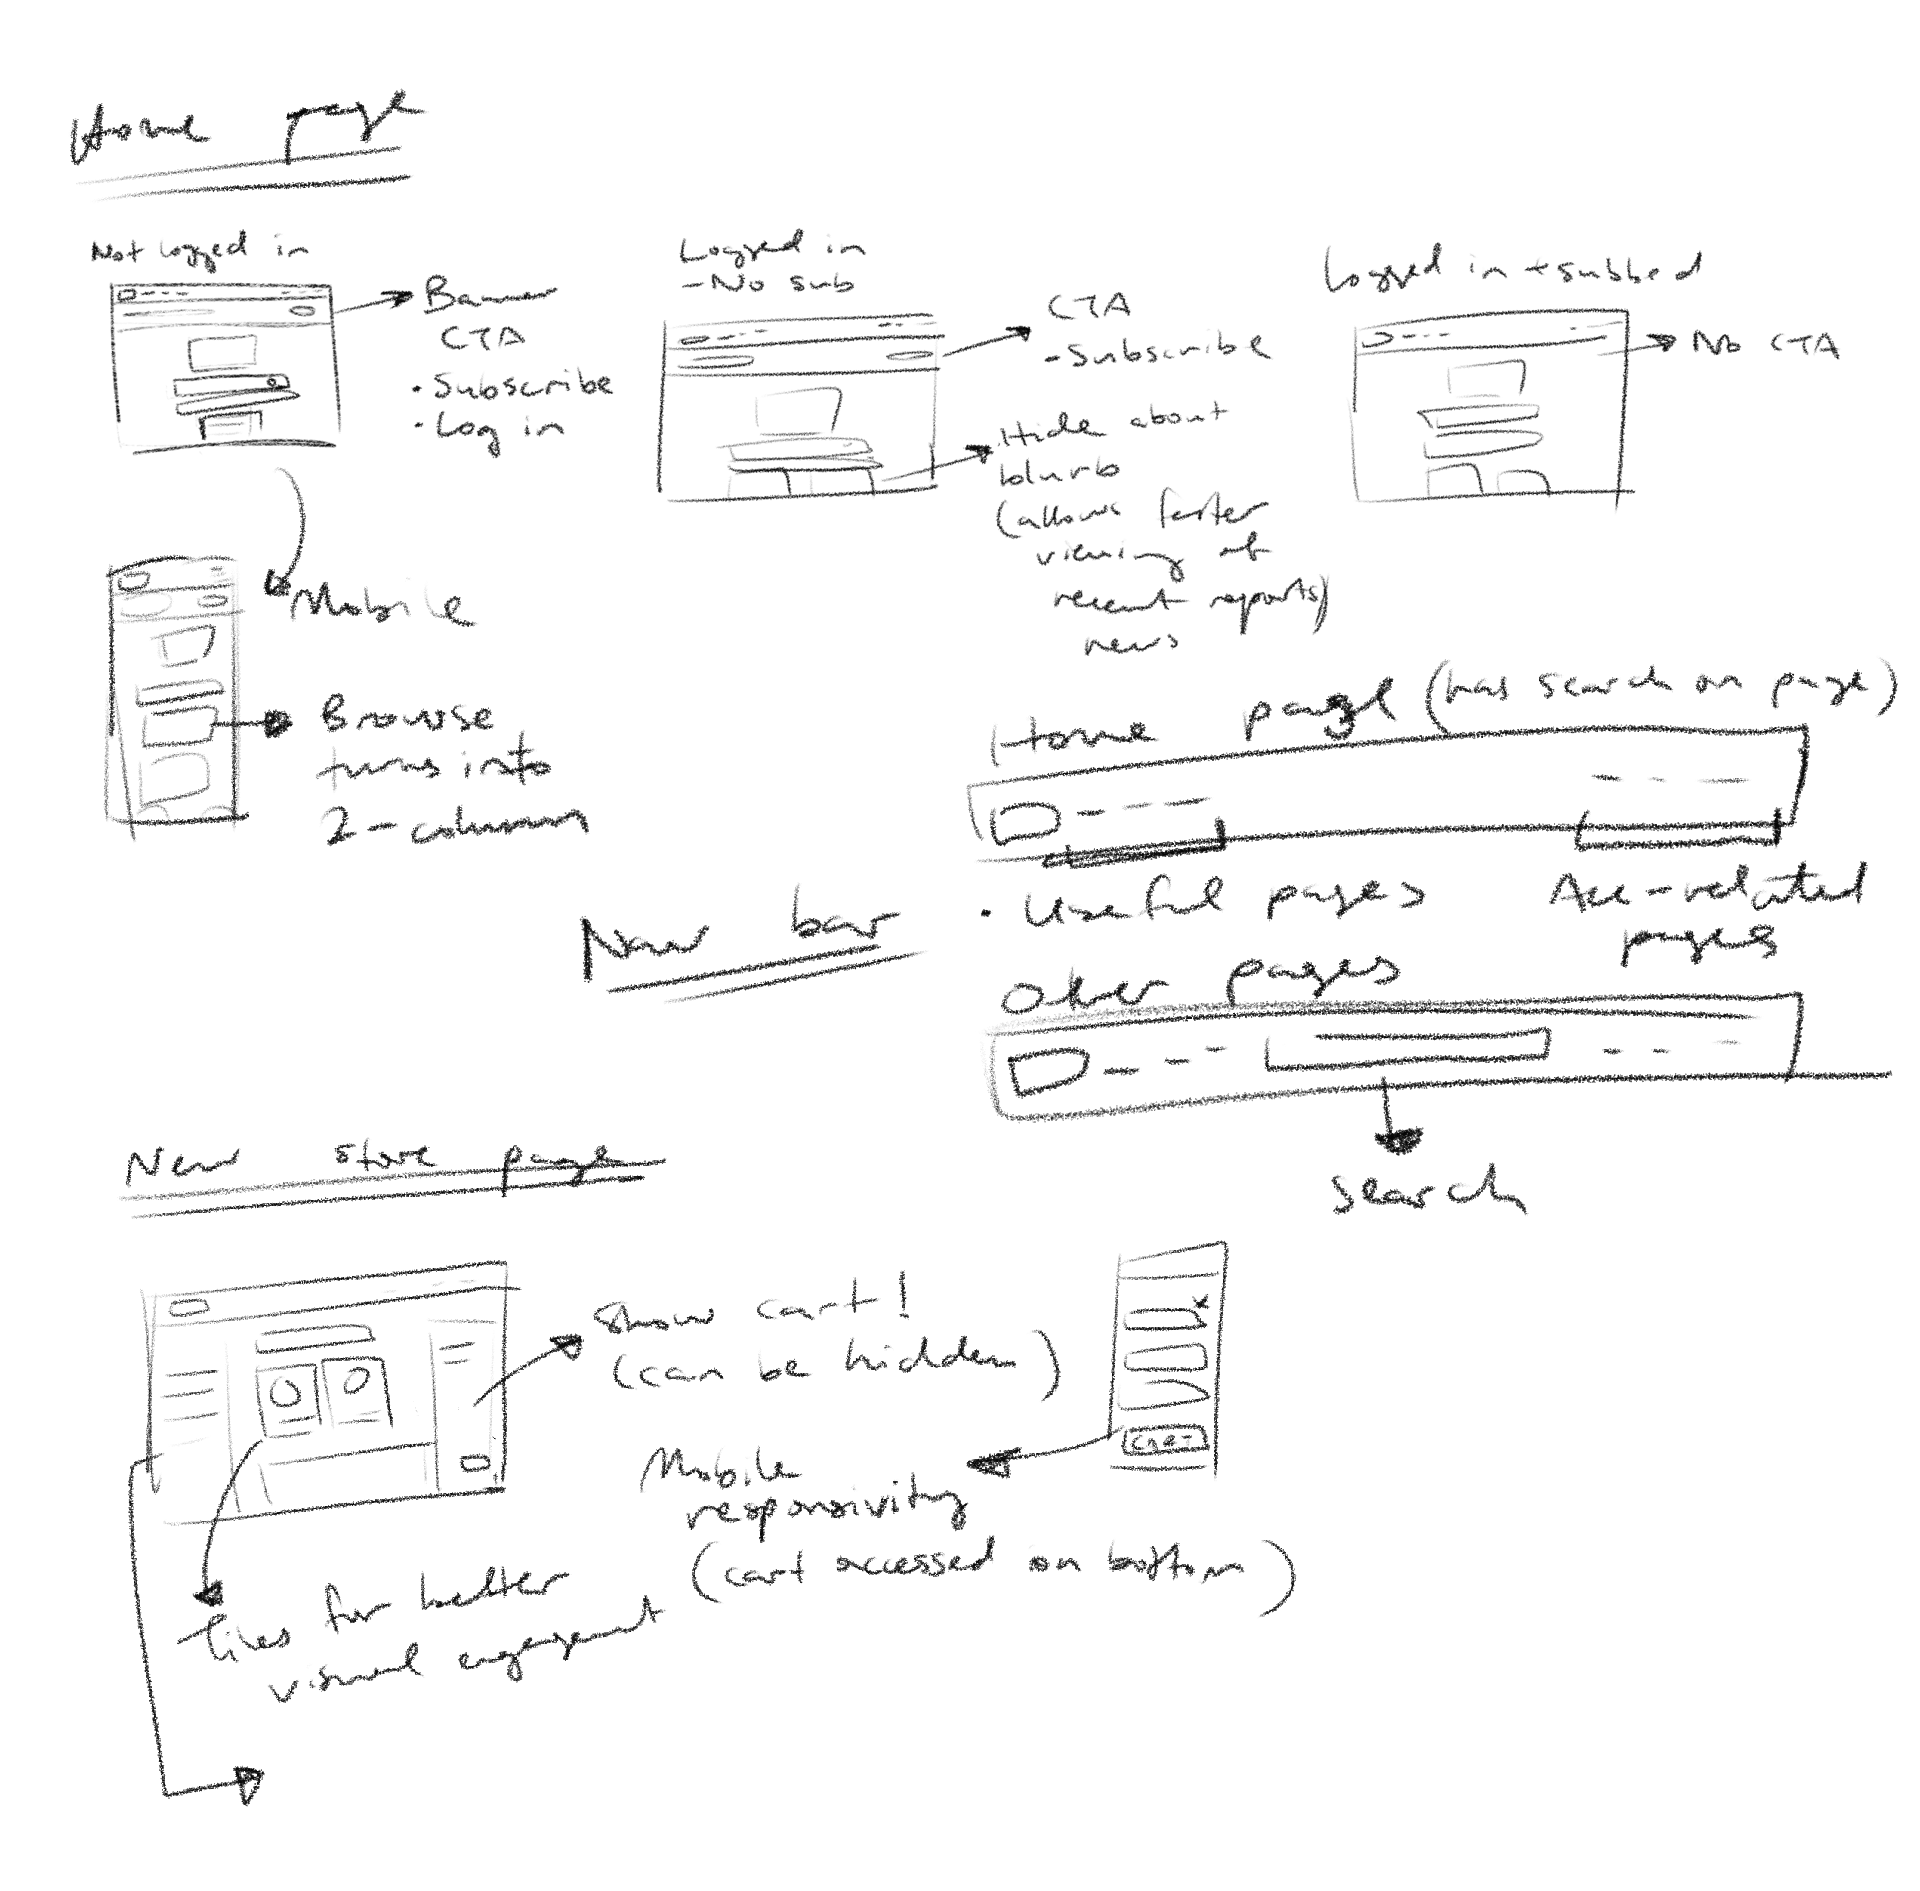 Home page
Not logged in
Banner
CTA
• Subscribe
• Log in
Logged in
- No sub
CTA
- Subscribe
Hide about
blurb
(allows faster
viewing of
recent reports)
news
Logged in + subbed
No CTA
Mobile
Browse
turns into
2-column
Nav bar
Home page (has search on page)
• Useful pages
Acc-related
pages
Other pages
Search
New store page
Show cart!
(can be hidden)
Mobile
responsivity
(cart accessed on bottom)
Tiles for better
visual engagement